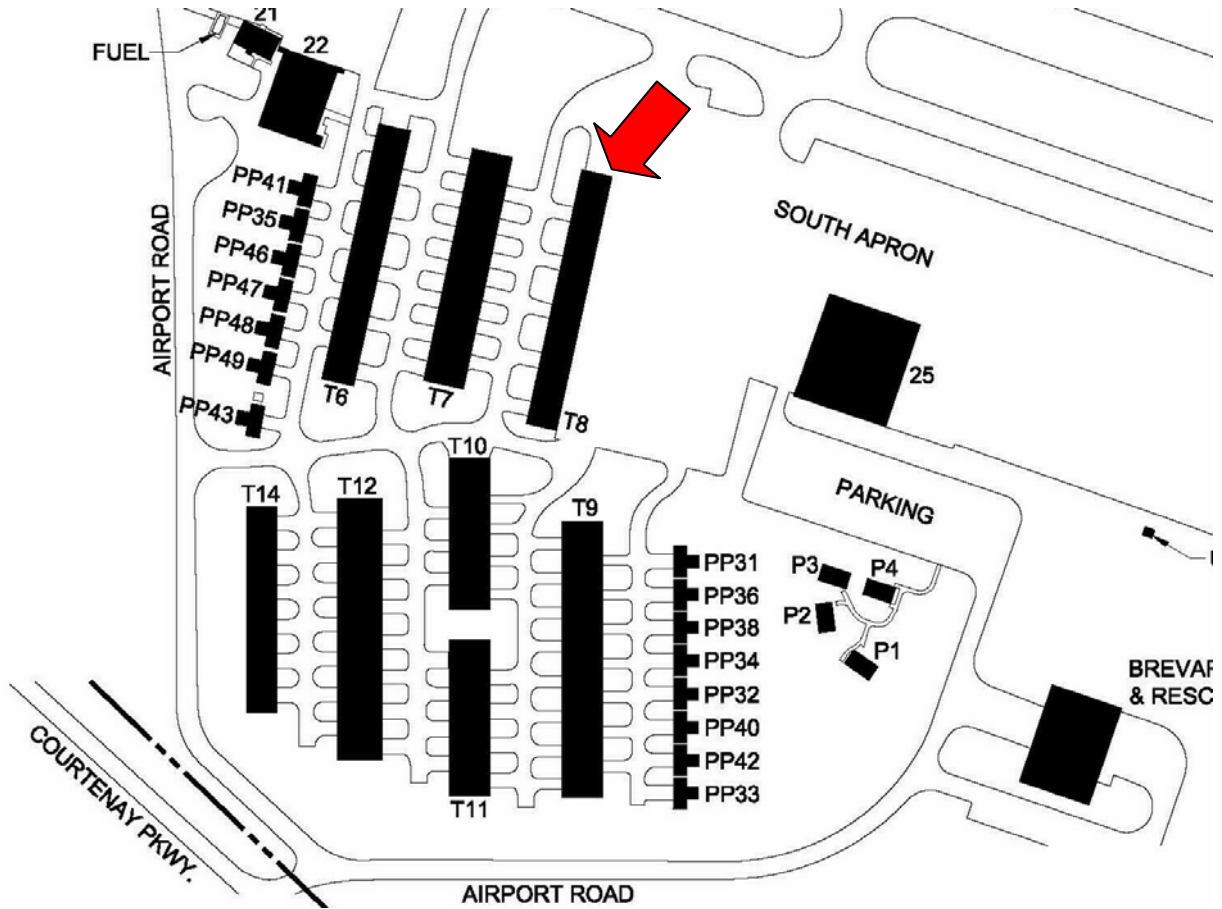 21
FUEL
22
PP41
PP35
PP46
PP47
PP48
PP49
PP43
AIRPORT ROAD
T6
T7
T8
SOUTH APRON
25
PARKING
T14
T12
T10
T9
T11
PP31
PP36
PP38
PP34
PP32
PP40
PP42
PP33
P3
P4
P2
P1
BREVAR
& RESC
COURTENAY PKWY.
AIRPORT ROAD